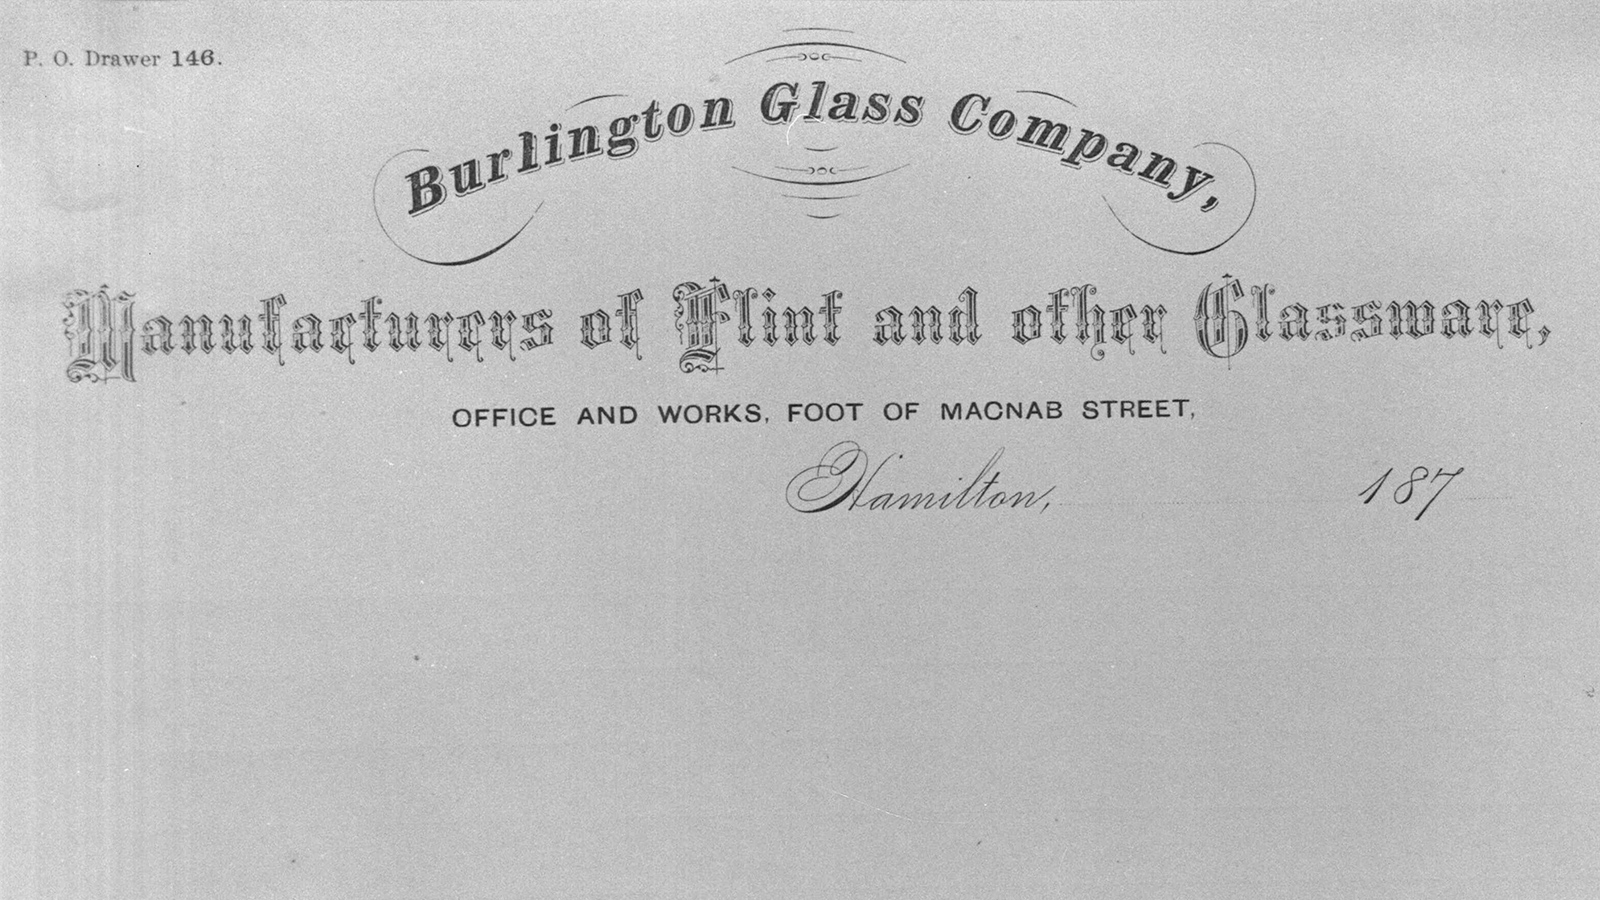 P. O. Drawer 146.
Burlington Glass Company,
Manufacturers of Flint and other Glassware,
OFFICE AND WORKS, FOOT OF MACNAB STREET,
Hamilton, 187